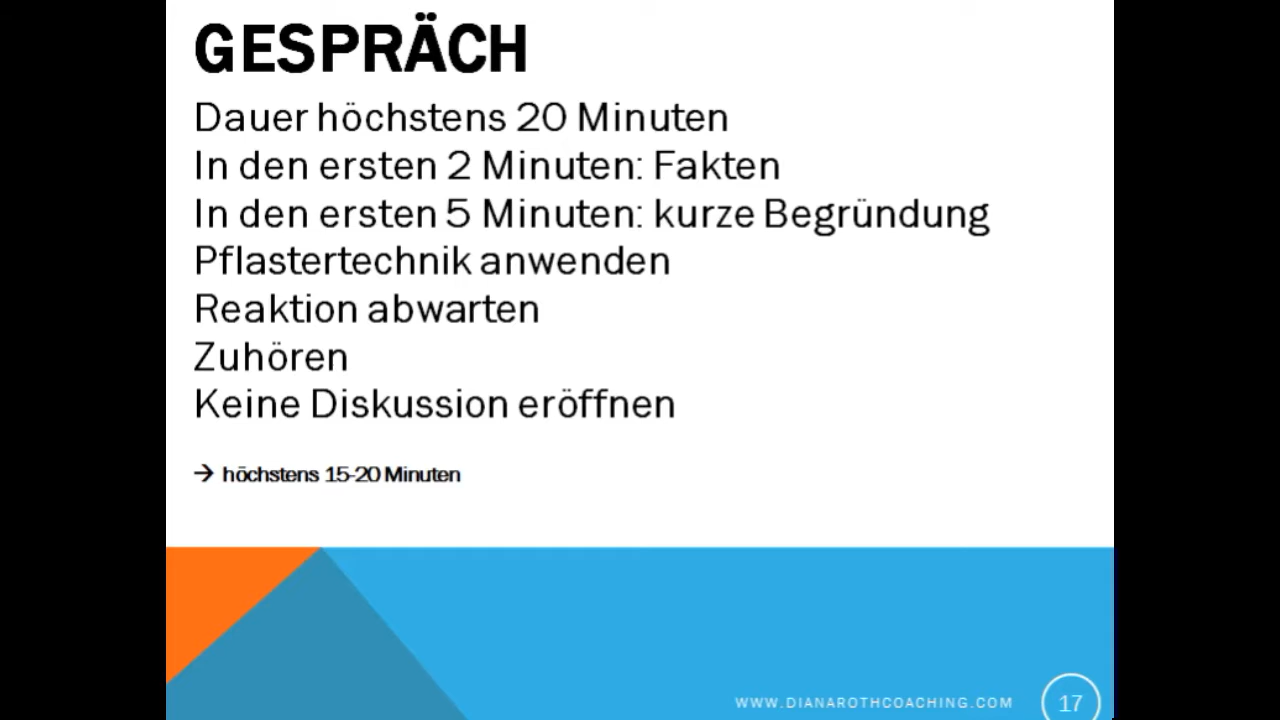 GESPRÄCH
Dauer höchstens 20 Minuten
In den ersten 2 Minuten: Fakten
In den ersten 5 Minuten: kurze Begründung
Pflastertechnik anwenden
Reaktion abwarten
Zuhören
Keine Diskussion eröffnen
→ höchstens 15-20 Minuten
WWW.DIANAROTHCOACHING.COM
17